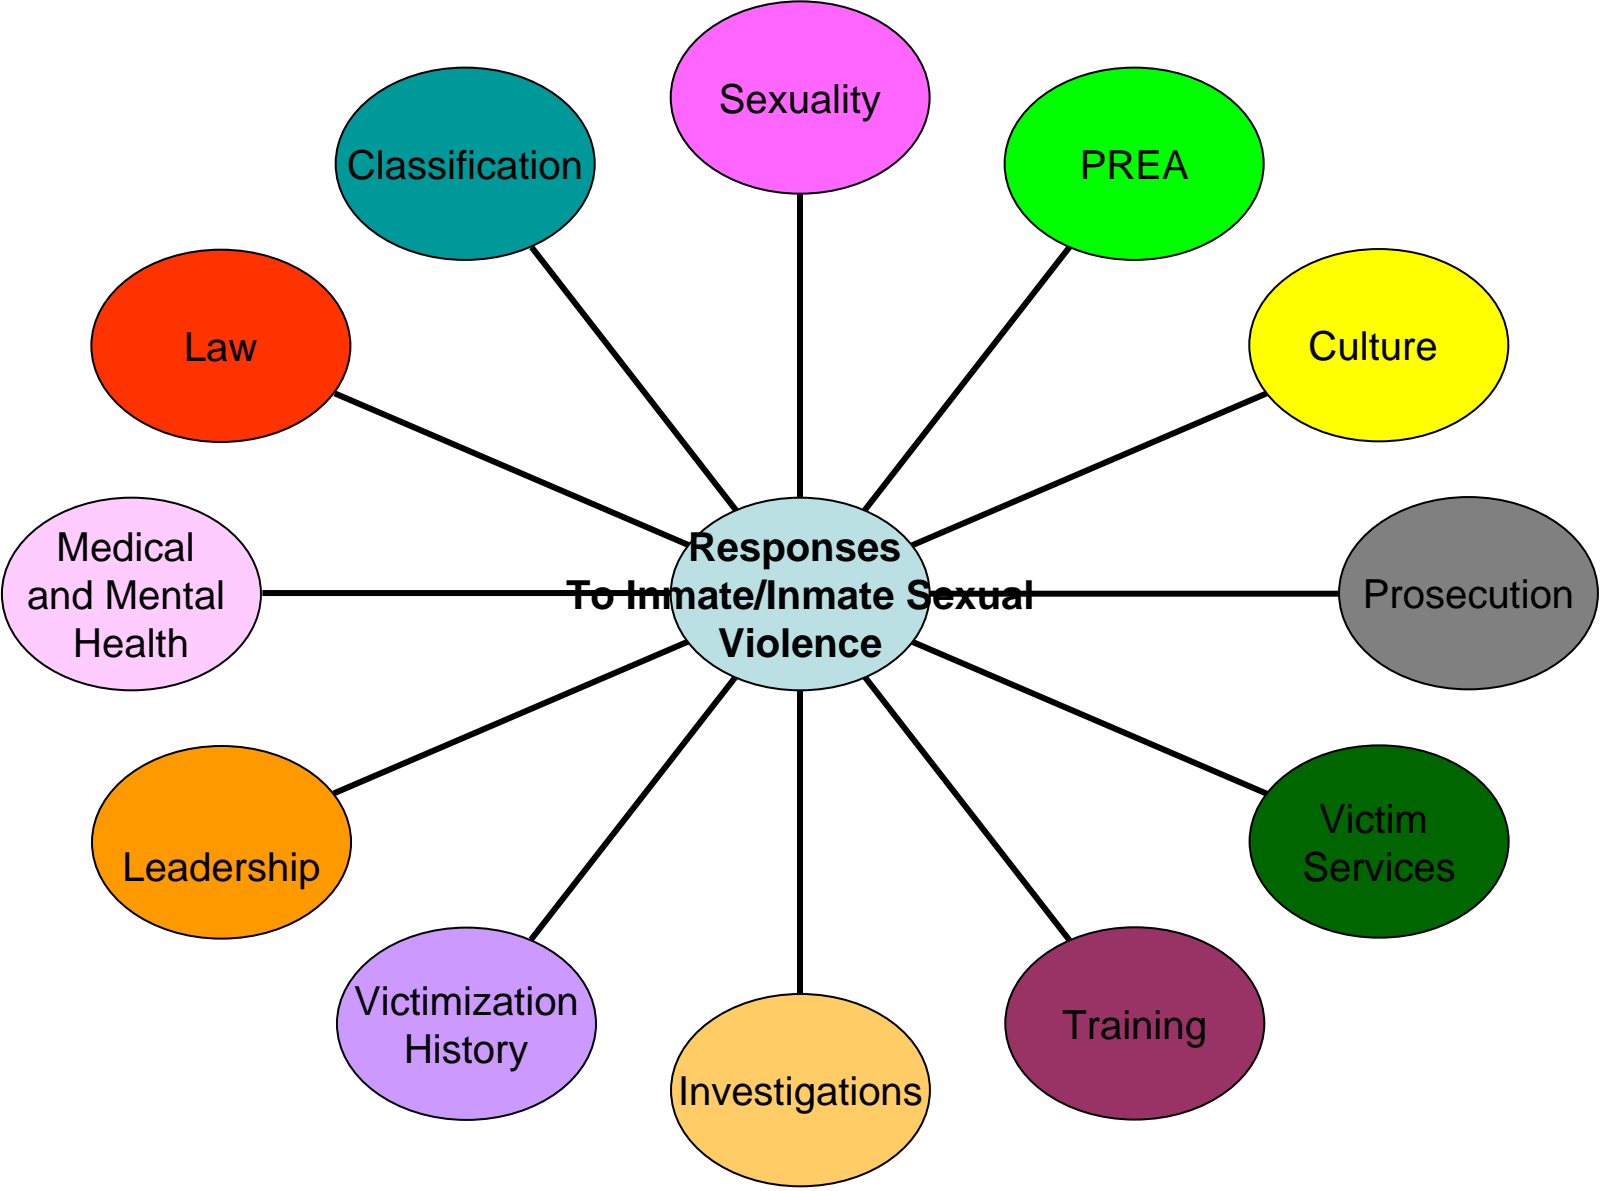 Sexuality
Classification
PREA
Law
Culture
Medical
and Mental
Health
Responses
To Inmate/Inmate Sexual
Violence
Prosecution
Leadership
Victim
Services
Victimization
History
Training
Investigations